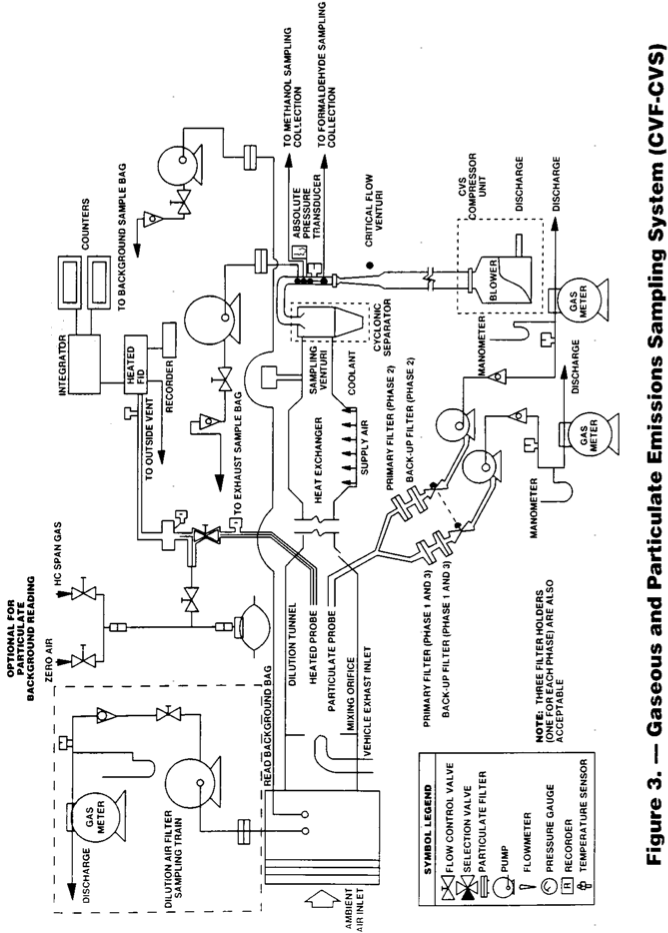 OPTIONAL FOR
PARTICULATE
BACKGROUND READING
ZERO AIR
HC SPAN GAS
DISCHARGE
GAS
METER
DILUTION AIR FILTER
SAMPLING TRAIN
INTEGRATOR
COUNTERS
HEATED
FID
RECORDER
TO OUTSIDE VENT
TO BACKGROUND SAMPLE BAG
TO EXHAUST SAMPLE BAG
READ BACKGROUND BAG
AMBIENT
AIR INLET
DILUTION TUNNEL
HEATED PROBE
PARTICULATE PROBE
MIXING ORIFICE
VEHICLE EXHAST INLET
HEAT EXCHANGER
SUPPLY AIR
COOLANT
SAMPLING
VENTURI
CYCLONIC
SEPARATOR
ABSOLUTE
PRESSURE
TRANSDUCER
TO METHANOL SAMPLING
COLLECTION
TO FORMALDEHYDE SAMPLING
COLLECTION
CRITICAL FLOW
VENTURI
CVS
COMPRESSOR
UNIT
BLOWER
DISCHARGE
PRIMARY FILTER (PHASE 2)
BACK-UP FILTER (PHASE 2)
PRIMARY FILTER (PHASE 1 AND 3)
BACK-UP FILTER (PHASE 1 AND 3)
MANOMETER
DISCHARGE
GAS
METER
MANOMETER
DISCHARGE
GAS
METER
NOTE: THREE FILTER HOLDERS
(ONE FOR EACH PHASE) ARE ALSO
ACCEPTABLE
SYMBOL LEGEND
FLOW CONTROL VALVE
SELECTION VALVE
PARTICULATE FILTER
PUMP
FLOWMETER
PRESSURE GAUGE
R RECORDER
TEMPERATURE SENSOR
Figure 3. — Gaseous and Particulate Emissions Sampling System (CVF-CVS)